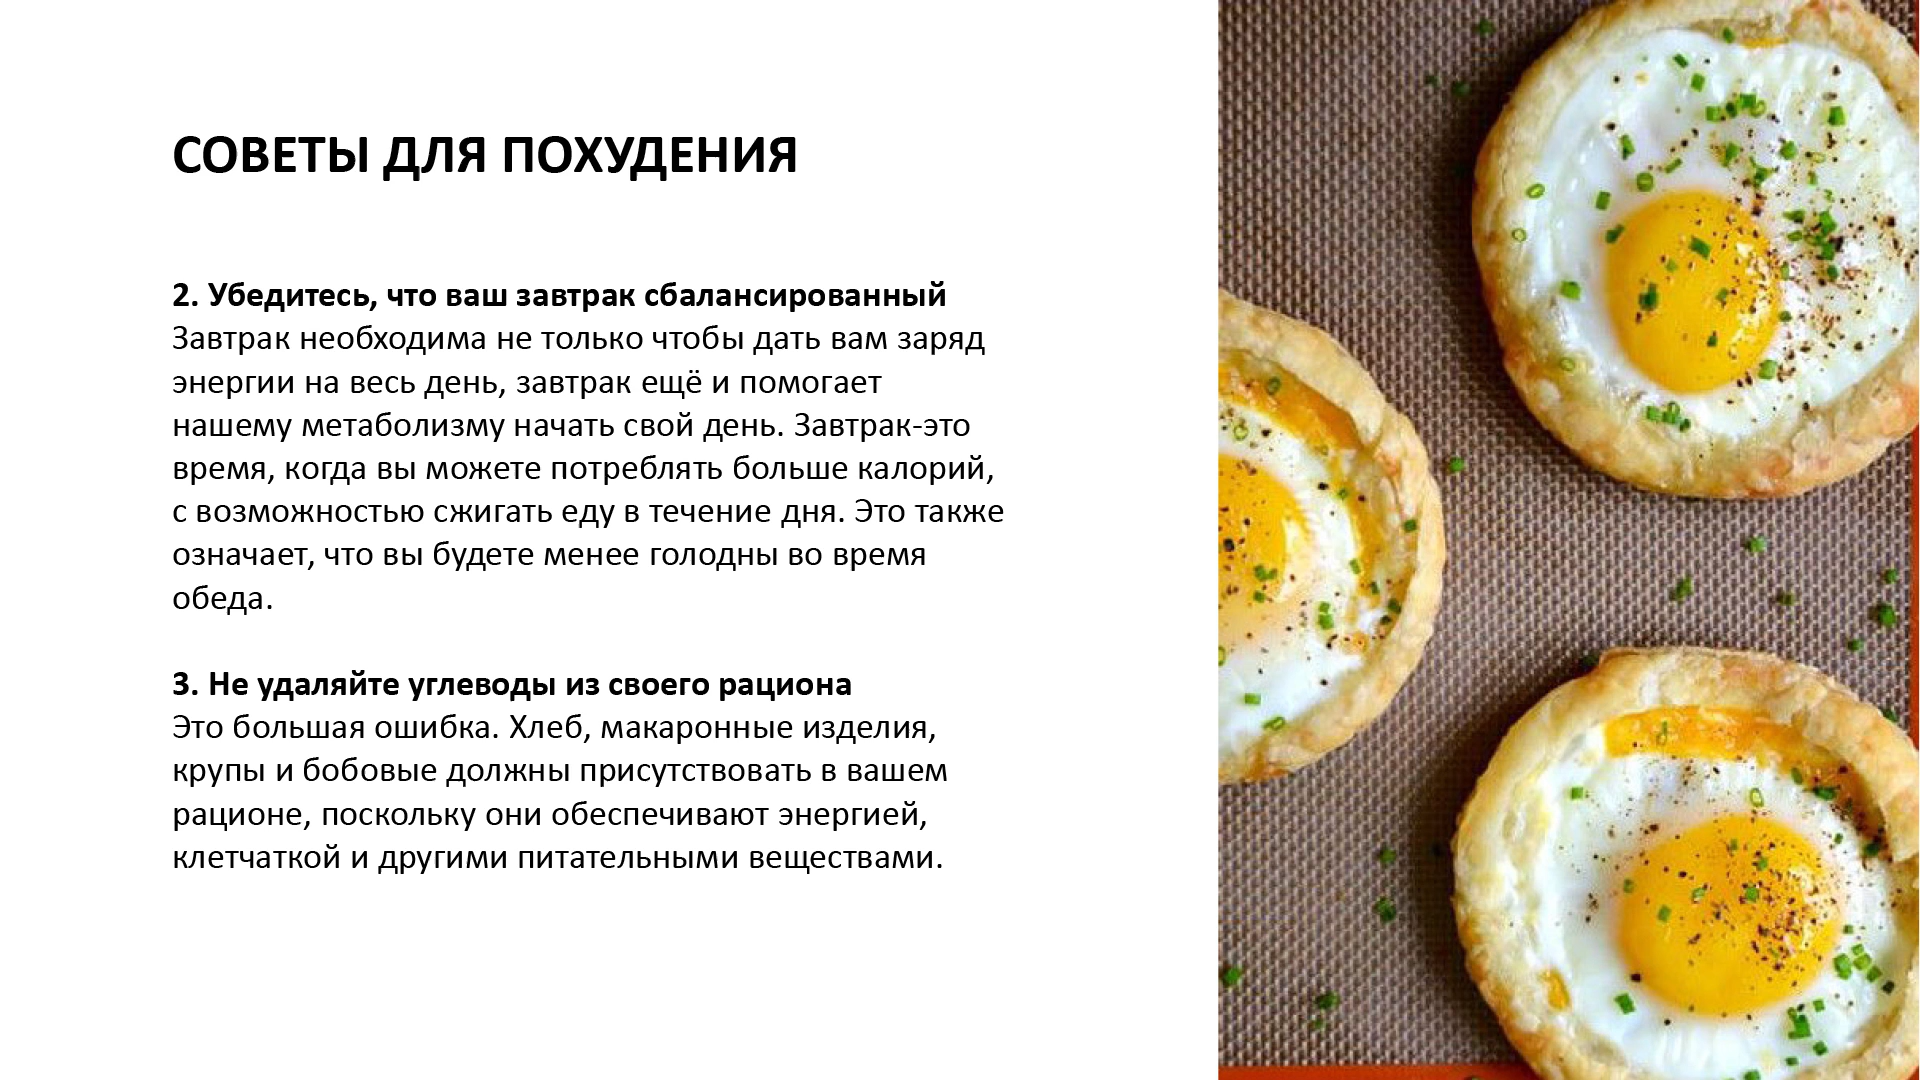 СОВЕТЫ ДЛЯ ПОХУДЕНИЯ
2. Убедитесь, что ваш завтрак сбалансированный
Завтрак необходима не только чтобы дать вам заряд
энергии на весь день, завтрак ещё и помогает
нашему метаболизму начать свой день. Завтрак-это
время, когда вы можете потреблять больше калорий,
с возможностью сжигать еду в течение дня. Это также
означает, что вы будете менее голодны во время
обеда.
3. Не удаляйте углеводы из своего рациона
Это большая ошибка. Хлеб, макаронные изделия,
крупы и бобовые должны присутствовать в вашем
рационе, поскольку они обеспечивают энергией,
клетчаткой и другими питательными веществами.